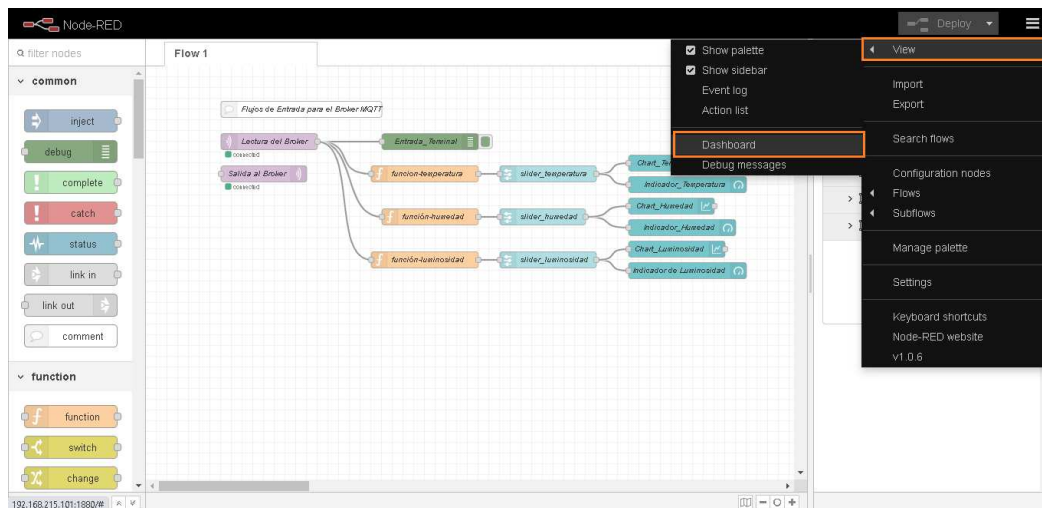 Node-RED
Deploy
filter nodes
Flow 1
common
inject
debug
complete
catch
status
link in
link out
comment
function
function
switch
change
Flujos de Entrada para el Broker MQTT
Lectura del Broker
connected
Salida al Broker
connected
Entrada_Terminal
funcion-temperatura
slider_temperatura
Indicador_Temperatura
función-humedad
slider_humedad
Chart_Humedad
Indicador_Humedad
función-luminosidad
slider_luminosidad
Chart_Luminosidad
Indicador de Luminosidad
Show palette
Show sidebar
Event log
Action list
Dashboard
Debug messages
View
Import
Export
Search flows
Configuration nodes
Flows
Subflows
Manage palette
Settings
Keyboard shortcuts
Node-RED website
v1.0.6
192.168.215.101:1880/#